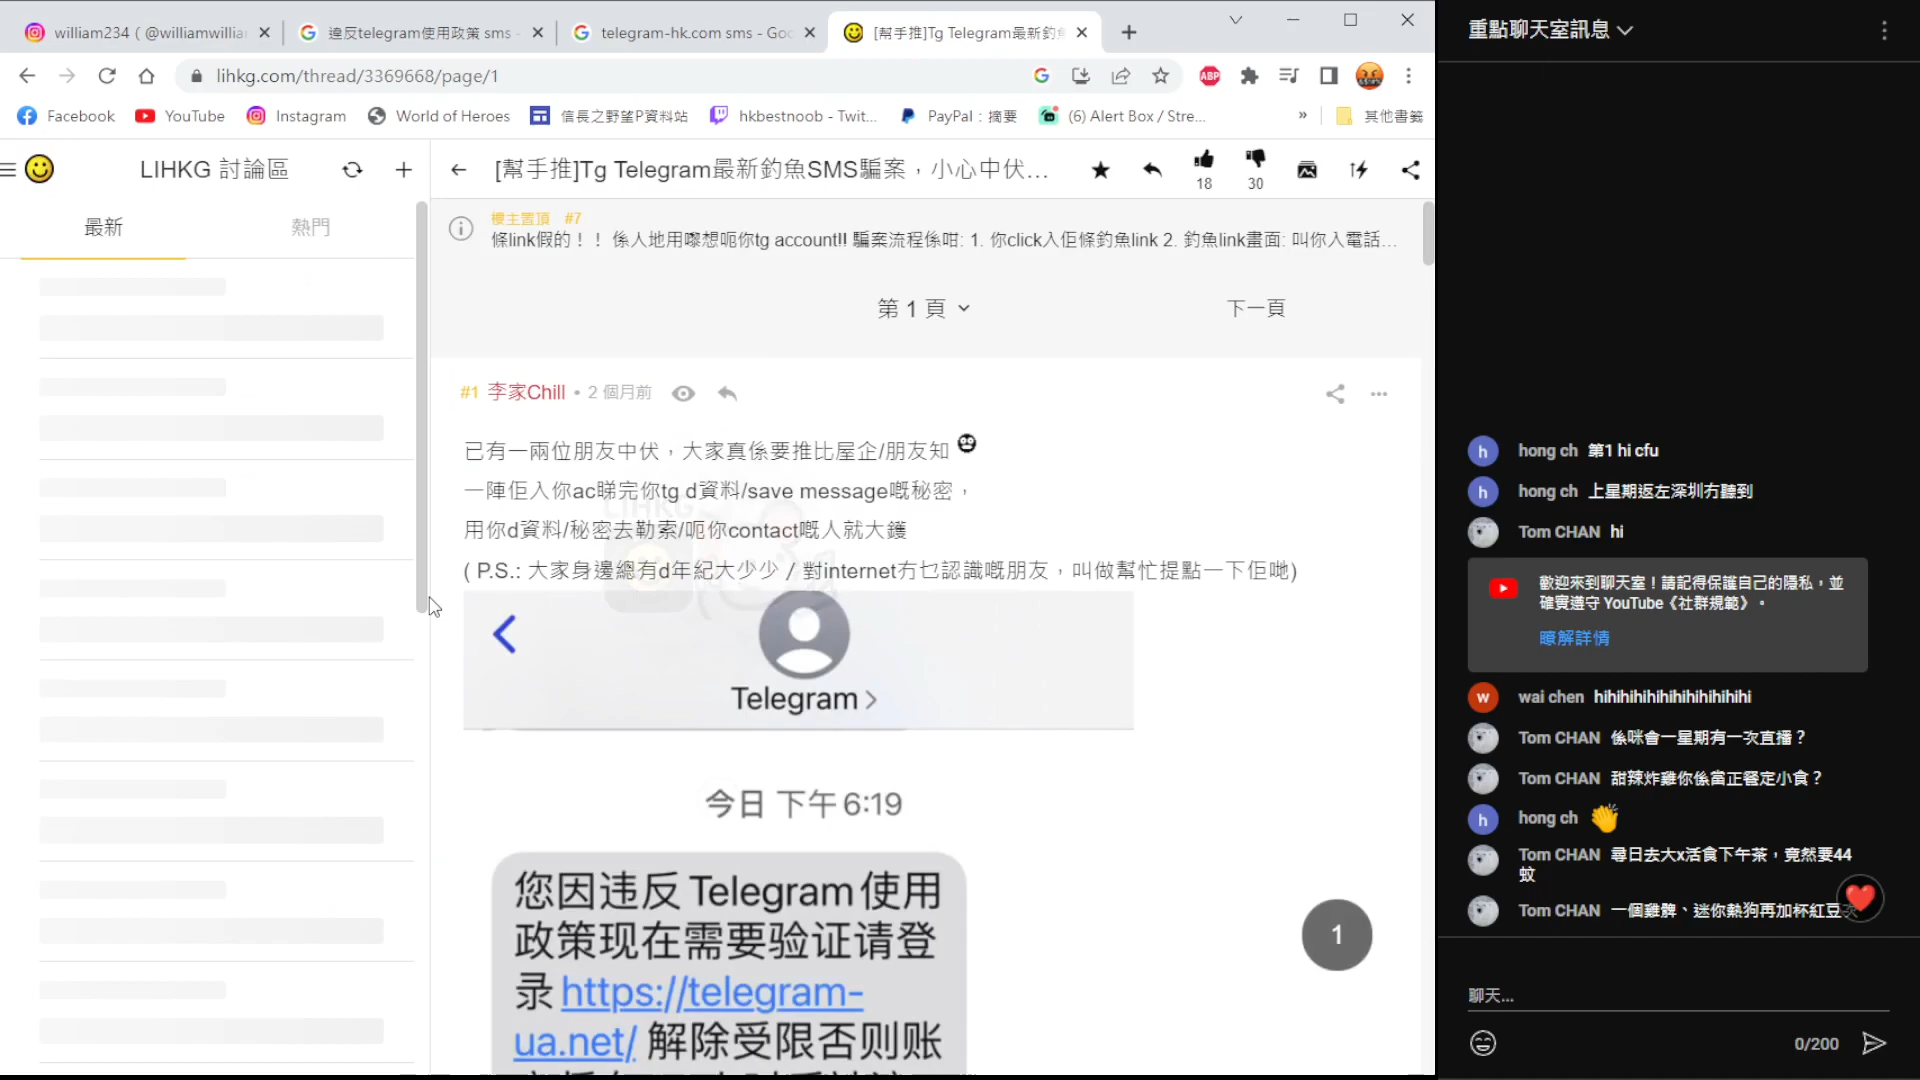 william234 ( @williamwillia
違反telegram使用政策 sms -
telegram-hk.com sms - Goo
[幫手推]Tg Telegram最新釣魚
lihkg.com/thread/3369668/page/1
ABP
Facebook
YouTube
Instagram
World of Heroes
信長之野望P資料站
hkbestnoob - Twit...
PayPal：摘要
(6) Alert Box / Stre...
»
其他書籤
LIHKG 討論區
[幫手推]Tg Telegram最新釣魚SMS騙案，小心中伏...
18
30
最新
熱門
樓主置頂 #7
條link假的！！ 係人地用嚟想呃你tg account!! 騙案流程係咁: 1. 你click入佢條釣魚link 2. 釣魚link畫面: 叫你入電話...
第 1 頁
下一頁
#1 李家Chill • 2 個月前
已有一兩位朋友中伏，大家真係要推比屋企/朋友知
一陣佢入你ac睇完你tg d資料/save message嘅秘密，
用你d資料/秘密去勒索/呃你contact嘅人就大鑊
( P.S.: 大家身邊總有d年紀大少少 / 對internet冇乜認識嘅朋友，叫做幫忙提點一下佢哋)
LIHKG
Telegram
今日 下午 6:19
您因违反 Telegram 使用
政策现在需要验证请登
录 https://telegram-
ua.net/ 解除受限否则账
1
重點聊天室訊息
h hong ch 第1 hi cfu
h hong ch 上星期返左深圳冇聽到
Tom CHAN hi
歡迎來到聊天室！請記得保護自己的隱私，並
確實遵守 YouTube《社群規範》。
瞭解詳情
w wai chen hihihihihihihihihihihihi
Tom CHAN 係咪會一星期有一次直播？
Tom CHAN 甜辣炸雞你係當正餐定小食？
h hong ch
Tom CHAN 尋日去大x活食下午茶，竟然要44
蚊
Tom CHAN 一個雞髀、迷你熱狗再加杯紅豆
聊天...
0/200